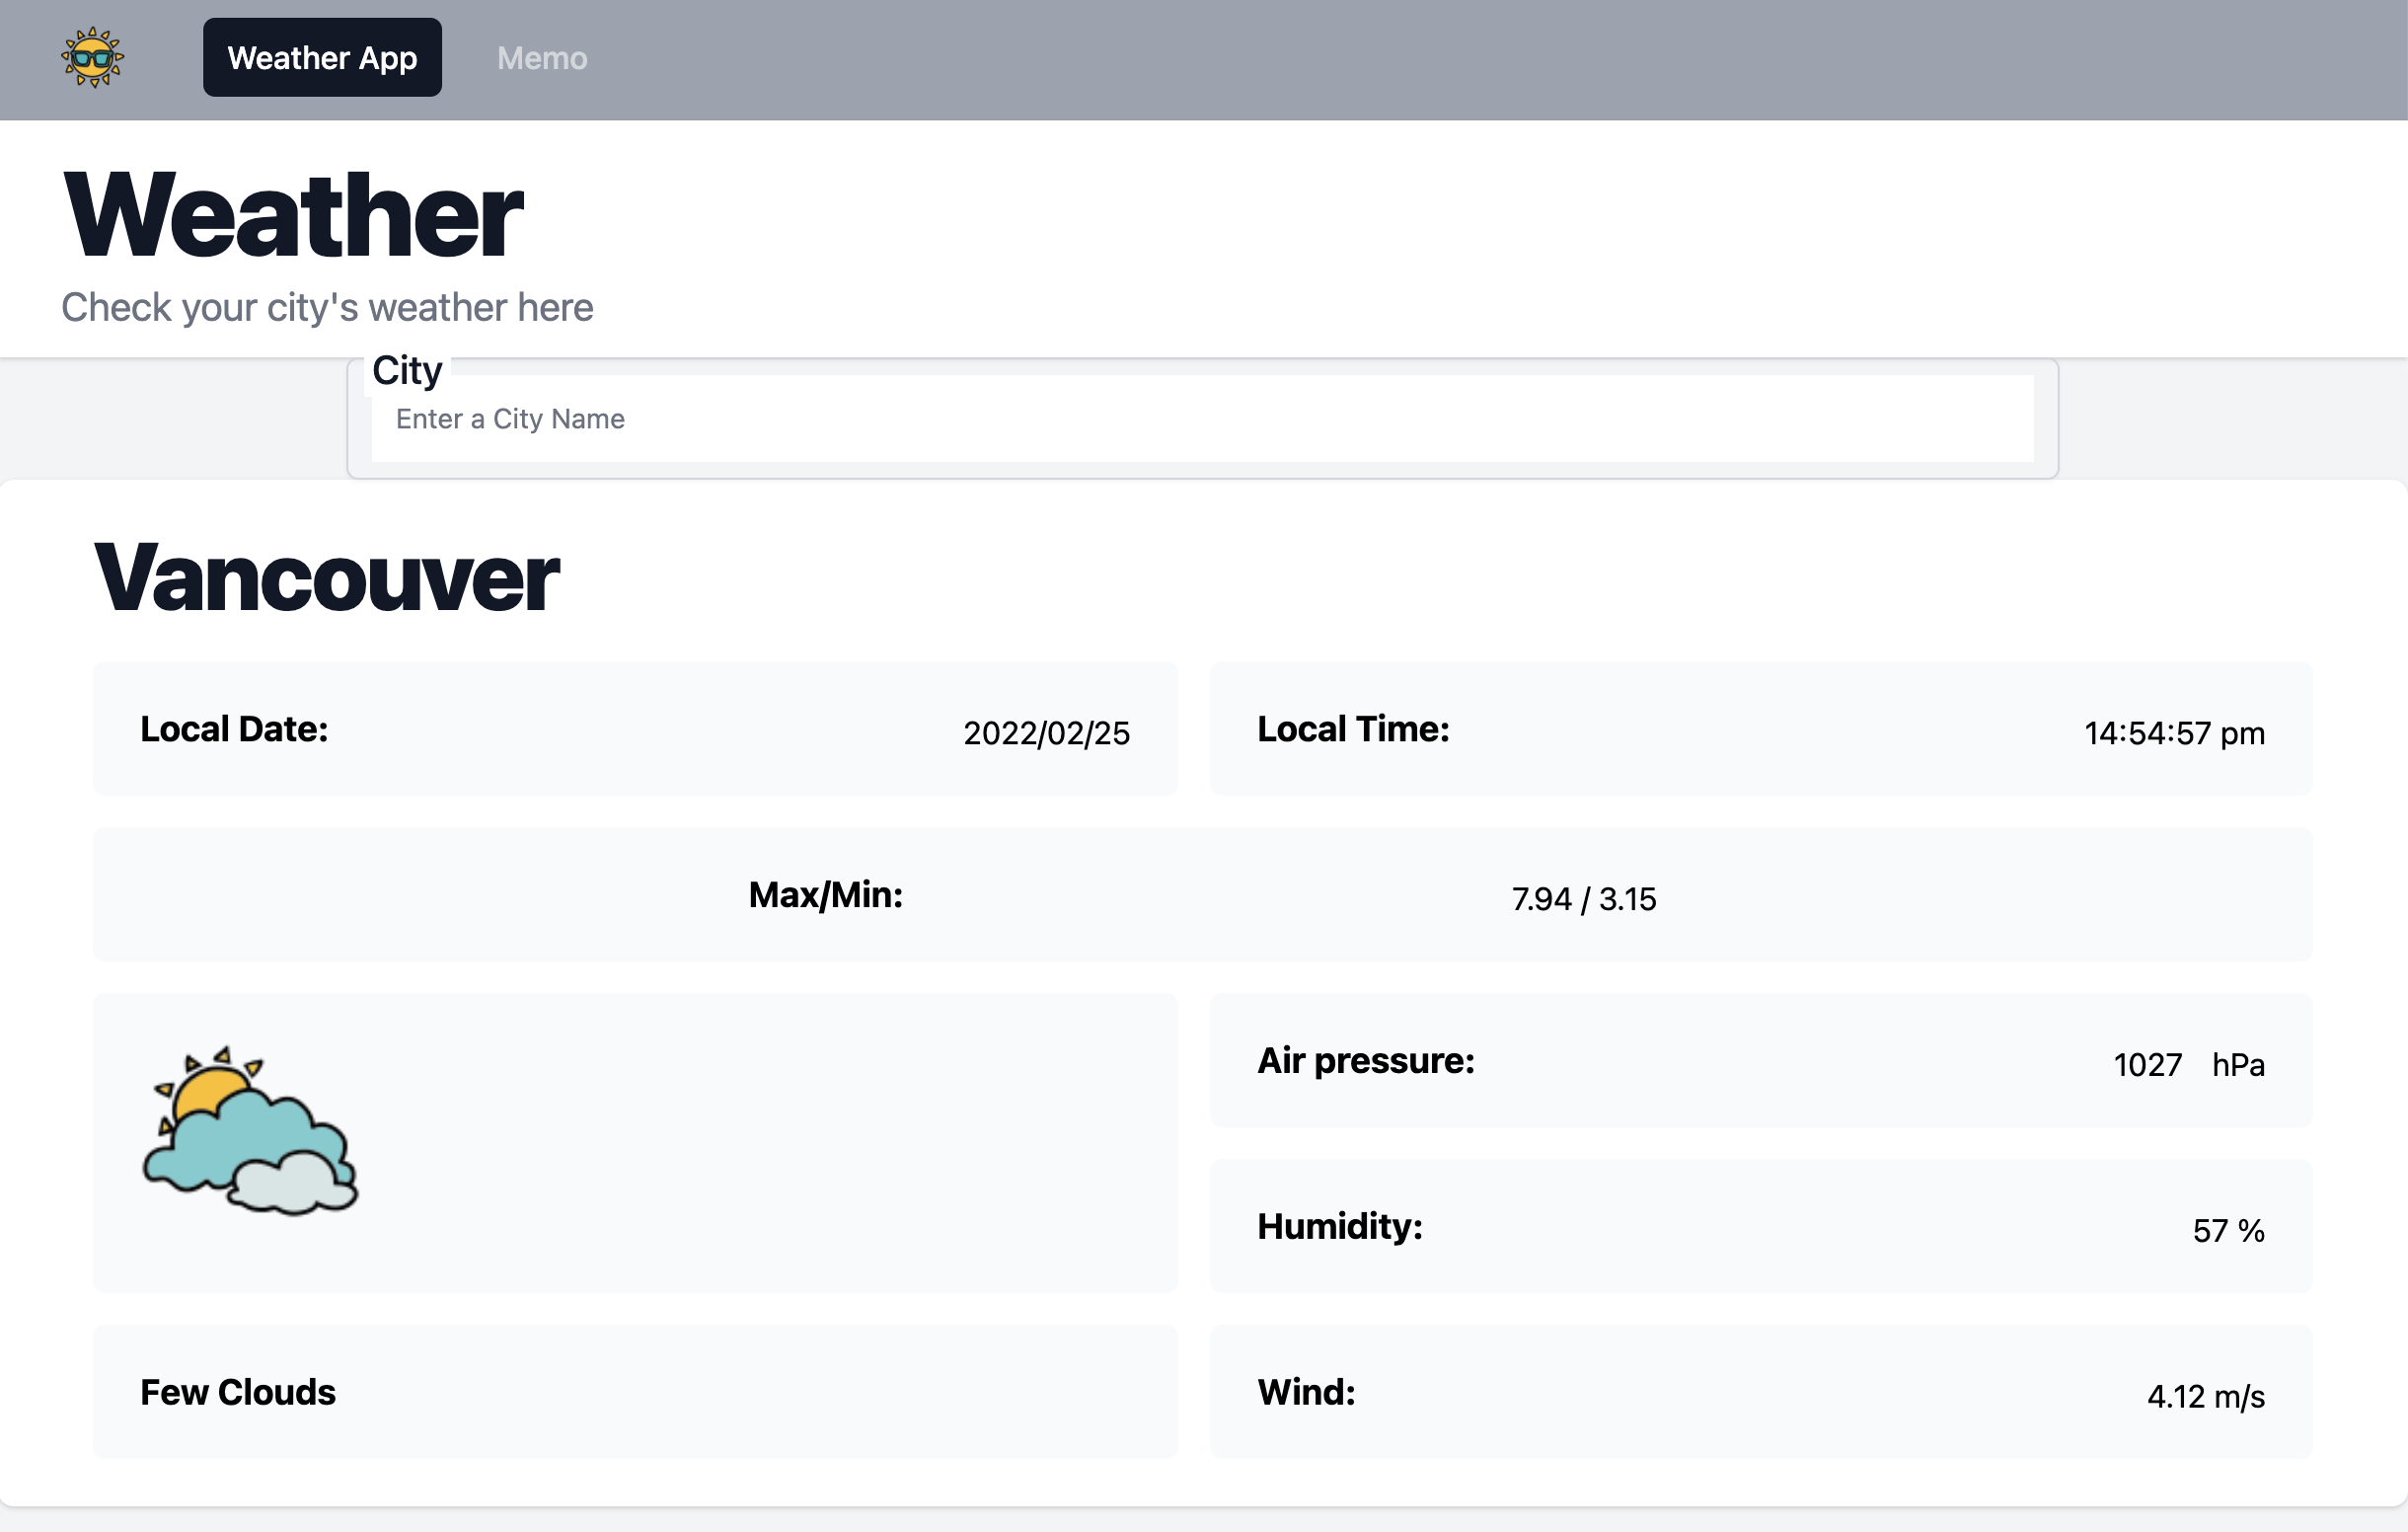 Weather App
Memo
Weather
Check your city's weather here
City
Enter a City Name
Vancouver
Local Date: 2022/02/25
Local Time: 14:54:57 pm
Max/Min: 7.94 / 3.15
Air pressure: 1027 hPa
Humidity: 57 %
Few Clouds
Wind: 4.12 m/s